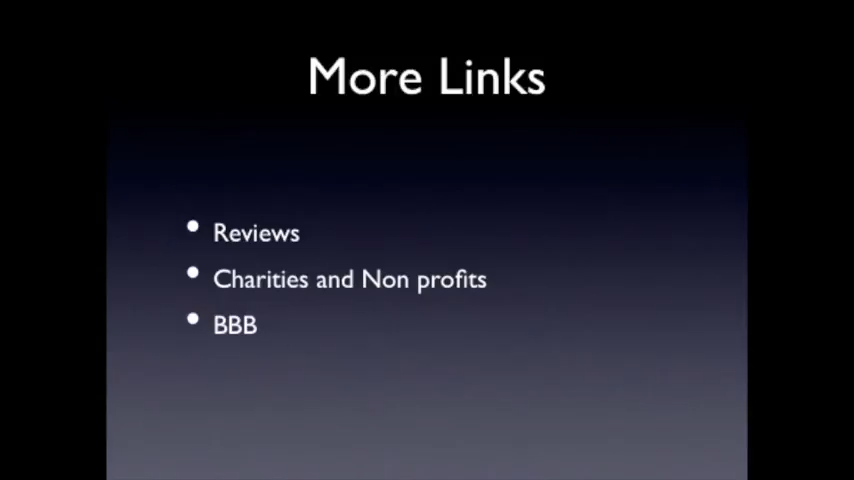 More Links
• Reviews
• Charities and Non profits
• BBB